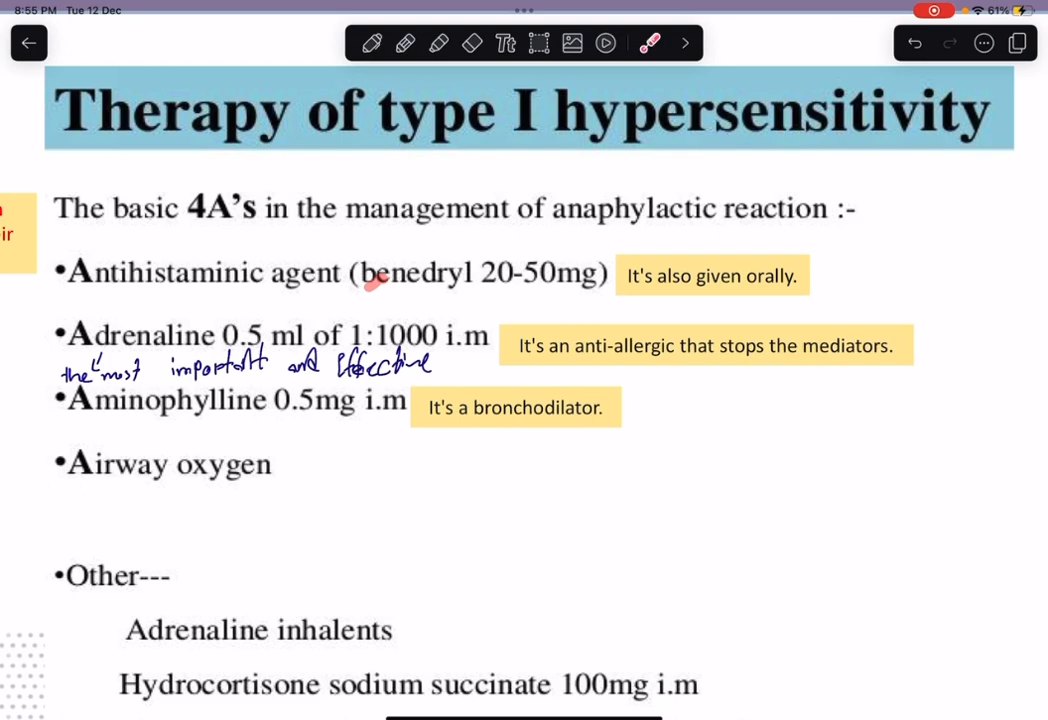 8:55 PM Tue 12 Dec
61%
Tt
Therapy of type I hypersensitivity
The basic 4A's in the management of anaphylactic reaction :-
ir
•Antihistaminic agent (benedryl 20-50mg) It's also given orally.
•Adrenaline 0.5 ml of 1:1000 i.m It's an anti-allergic that stops the mediators.
the most important and effective
•Aminophylline 0.5mg i.m It's a bronchodilator.
•Airway oxygen
•Other---
Adrenaline inhalents
Hydrocortisone sodium succinate 100mg i.m